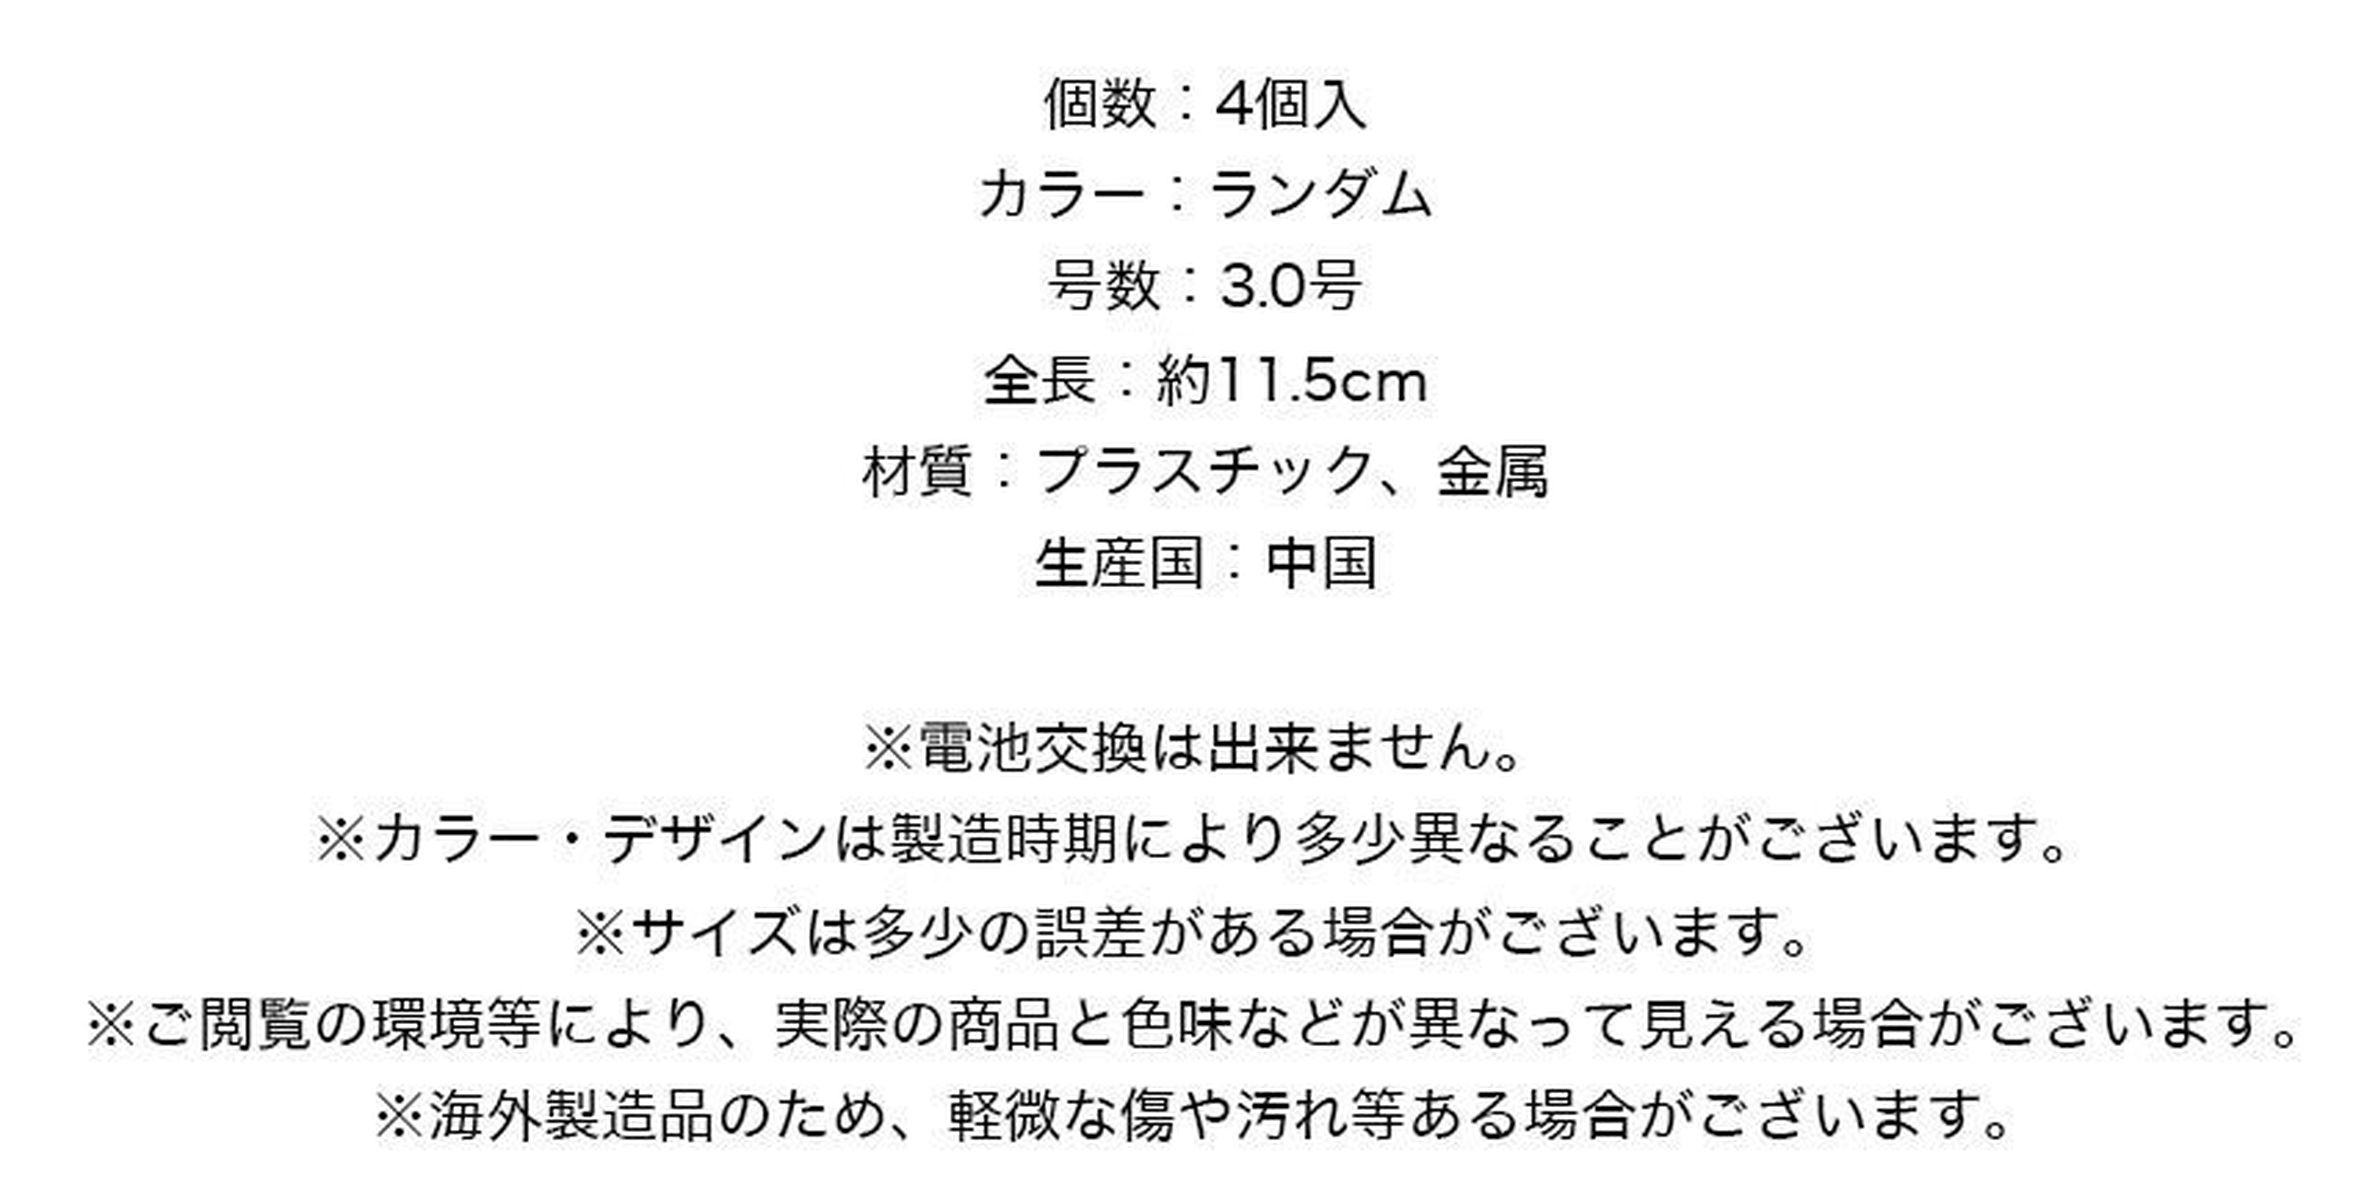 個数：4個入
カラー：ランダム
号数：3.0号
全長：約11.5cm
材質：プラスチック、金属
生産国：中国
※電池交換は出来ません。
※カラー・デザインは製造時期により多少異なることがございます。
※サイズは多少の誤差がある場合がございます。
※ご閲覧の環境等により、実際の商品と色味などが異なって見える場合がございます。
※海外製造品のため、軽微な傷や汚れ等ある場合がございます。